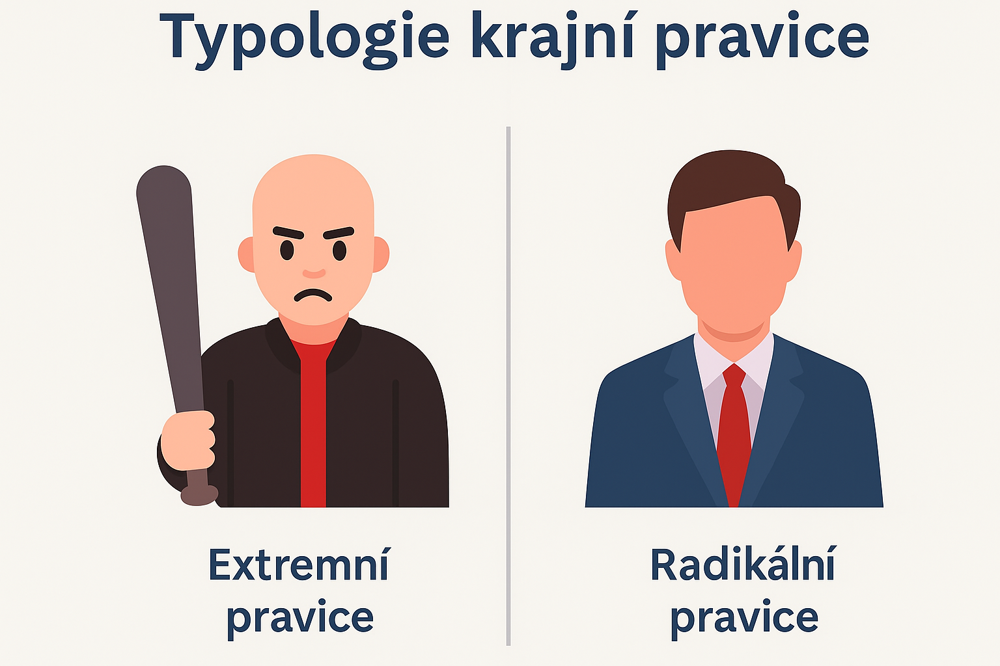 Typologie krajní pravice
Extremní
pravice
Radikální
pravice